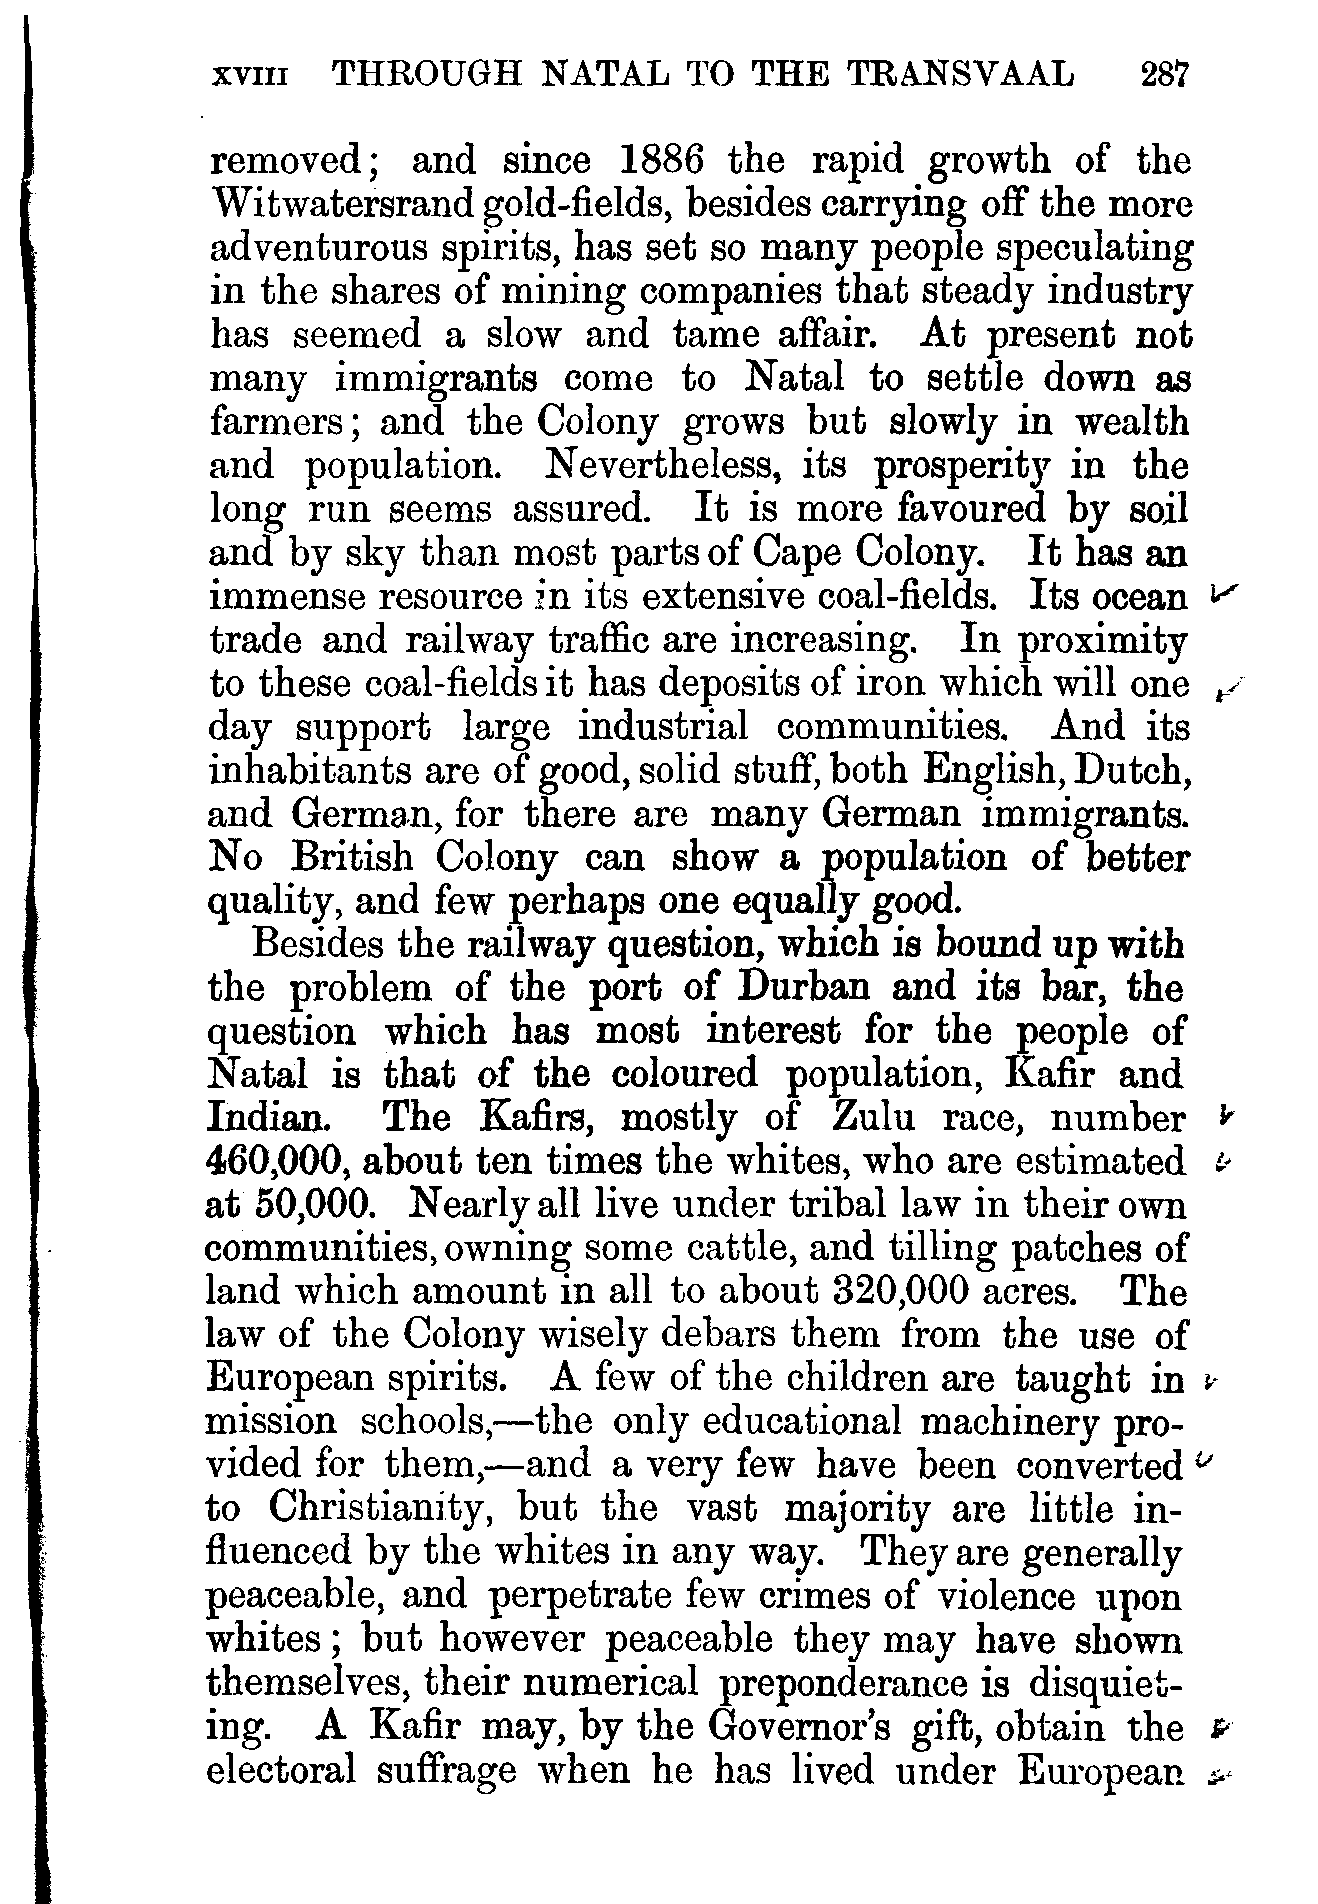 XVIII THROUGH NATAL TO THE TRANSVAAL 287
removed; and since 1886 the rapid growth of the
Witwatersrand gold-fields, besides carrying off the more
adventurous spirits, has set so many people speculating
in the shares of mining companies that steady industry
has seemed a slow and tame affair. At present not
many immigrants come to Natal to settle down as
farmers; and the Colony grows but slowly in wealth
and population. Nevertheless, its prosperity in the
long run seems assured. It is more favoured by soil
and by sky than most parts of Cape Colony. It has an
immense resource in its extensive coal-fields. Its ocean
trade and railway traffic are increasing. In proximity
to these coal-fields it has deposits of iron which will one
day support large industrial communities. And its
inhabitants are of good, solid stuff, both English, Dutch,
and German, for there are many German immigrants.
No British Colony can show a population of better
quality, and few perhaps one equally good.
Besides the railway question, which is bound up with
the problem of the port of Durban and its bar, the
question which has most interest for the people of
Natal is that of the coloured population, Kafir and
Indian. The Kafirs, mostly of Zulu race, number
460,000, about ten times the whites, who are estimated
at 50,000. Nearly all live under tribal law in their own
communities, owning some cattle, and tilling patches of
land which amount in all to about 320,000 acres. The
law of the Colony wisely debars them from the use of
European spirits. A few of the children are taught in
mission schools,—the only educational machinery pro-
vided for them,—and a very few have been converted
to Christianity, but the vast majority are little in-
fluenced by the whites in any way. They are generally
peaceable, and perpetrate few crimes of violence upon
whites; but however peaceable they may have shown
themselves, their numerical preponderance is disquiet-
ing. A Kafir may, by the Governor's gift, obtain the
electoral suffrage when he has lived under European